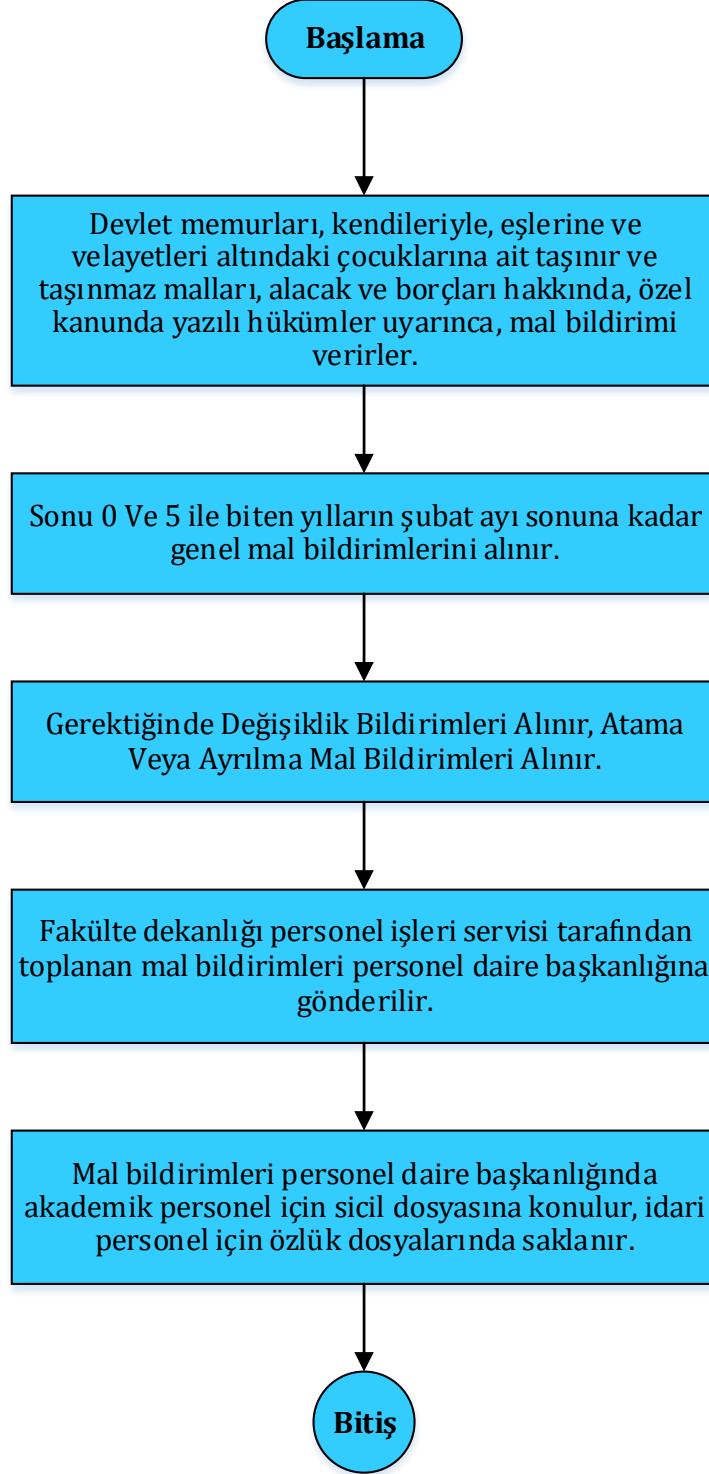 Başlama
Devlet memurları, kendileriyle, eşlerine ve
velayetleri altındaki çocuklarına ait taşınır ve
taşınmaz malları, alacak ve borçları hakkında, özel
kanunda yazılı hükümler uyarınca, mal bildirimi
verirler.
Sonu 0 Ve 5 ile biten yılların şubat ayı sonuna kadar
genel mal bildirimlerini alınır.
Gerektiğinde Değişiklik Bildirimleri Alınır, Atama
Veya Ayrılma Mal Bildirimleri Alınır.
Fakülte dekanlığı personel işleri servisi tarafından
toplanan mal bildirimleri personel daire başkanlığına
gönderilir.
Mal bildirimleri personel daire başkanlığında
akademik personel için sicil dosyasına konulur, idari
personel için özlük dosyalarında saklanır.
Bitiş